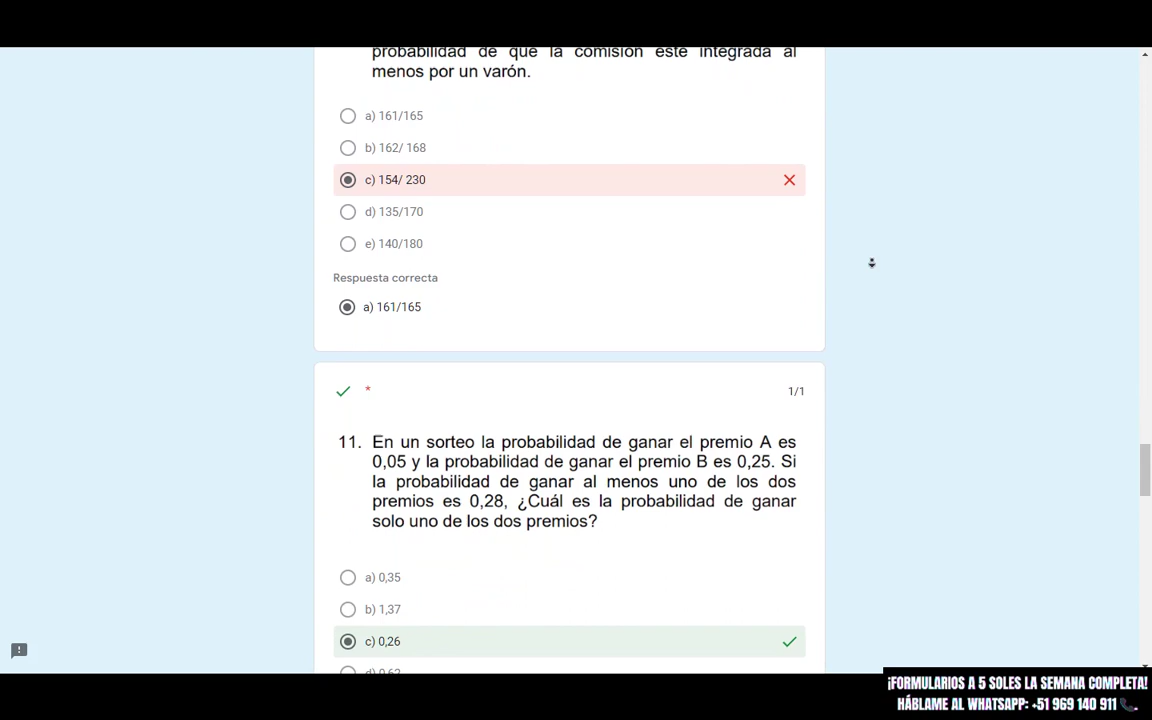 probabilidad de que la comisión esté integrada al
menos por un varón.
a) 161/165
b) 162/ 168
c) 154/ 230
d) 135/170
e) 140/180
Respuesta correcta
a) 161/165
*
1/1
11. En un sorteo la probabilidad de ganar el premio A es
0,05 y la probabilidad de ganar el premio B es 0,25. Si
la probabilidad de ganar al menos uno de los dos
premios es 0,28, ¿Cuál es la probabilidad de ganar
solo uno de los dos premios?
a) 0,35
b) 1,37
c) 0,26
d) 0,62
¡FORMULARIOS A 5 SOLES LA SEMANA COMPLETA!
HÁBLAME AL WHATSAPP: +51 969 140 911 📞.